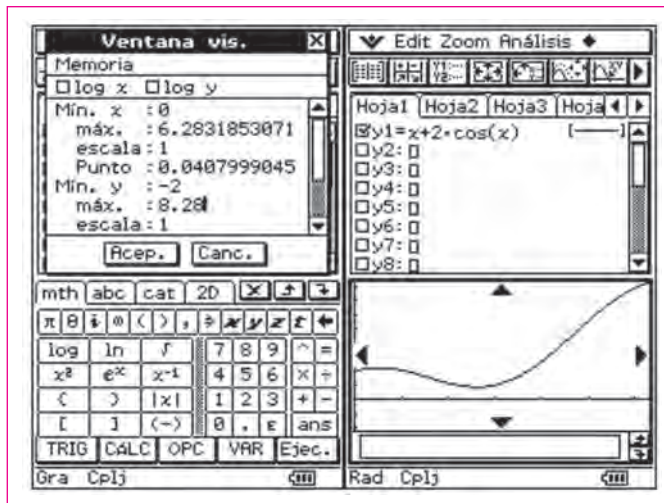 Ventana vis.
Memoria
log x log y
Mín. x :0
máx. :6.2831853071
escala:1
Punto :0.0407999045
Mín. y :-2
máx. :8.28
escala:1
Acep. Canc.
mth abc cat 2D
π θ i ∞ ( ) , ⇒ x y z t ←
log ln √ 7 8 9 ^ =
x² eˣ x⁻¹ 4 5 6 × ÷
( ) |x| 1 2 3 + -
[ ] (-) 0 . E ans
TRIG CALC OPC VAR Ejec.
Gra Cplj
Edit Zoom Análisis
Hoja1 Hoja2 Hoja3 Hoja
y1=x+2·cos(x)
y2:
y3:
y4:
y5:
y6:
y7:
y8:
Rad Cplj